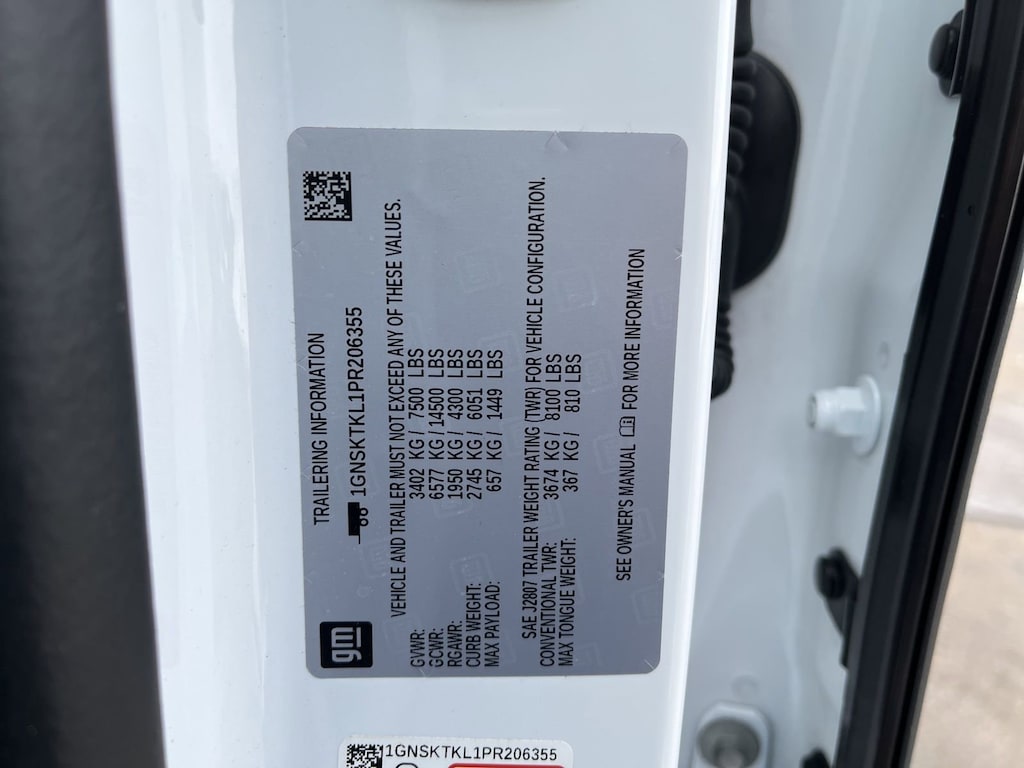 TRAILERING INFORMATION
1GNSKTKL1PR206355
gm
VEHICLE AND TRAILER MUST NOT EXCEED ANY OF THESE VALUES.
GVWR: 3402 KG / 7500 LBS
GCWR: 6577 KG / 14500 LBS
RGAWR: 1950 KG / 4300 LBS
CURB WEIGHT: 2745 KG / 6051 LBS
MAX PAYLOAD: 657 KG / 1449 LBS
SAE J2807 TRAILER WEIGHT RATING (TWR) FOR VEHICLE CONFIGURATION.
CONVENTIONAL TWR: 3674 KG / 8100 LBS
MAX TONGUE WEIGHT: 367 KG / 810 LBS
SEE OWNER'S MANUAL FOR MORE INFORMATION
1GNSKTKL1PR206355